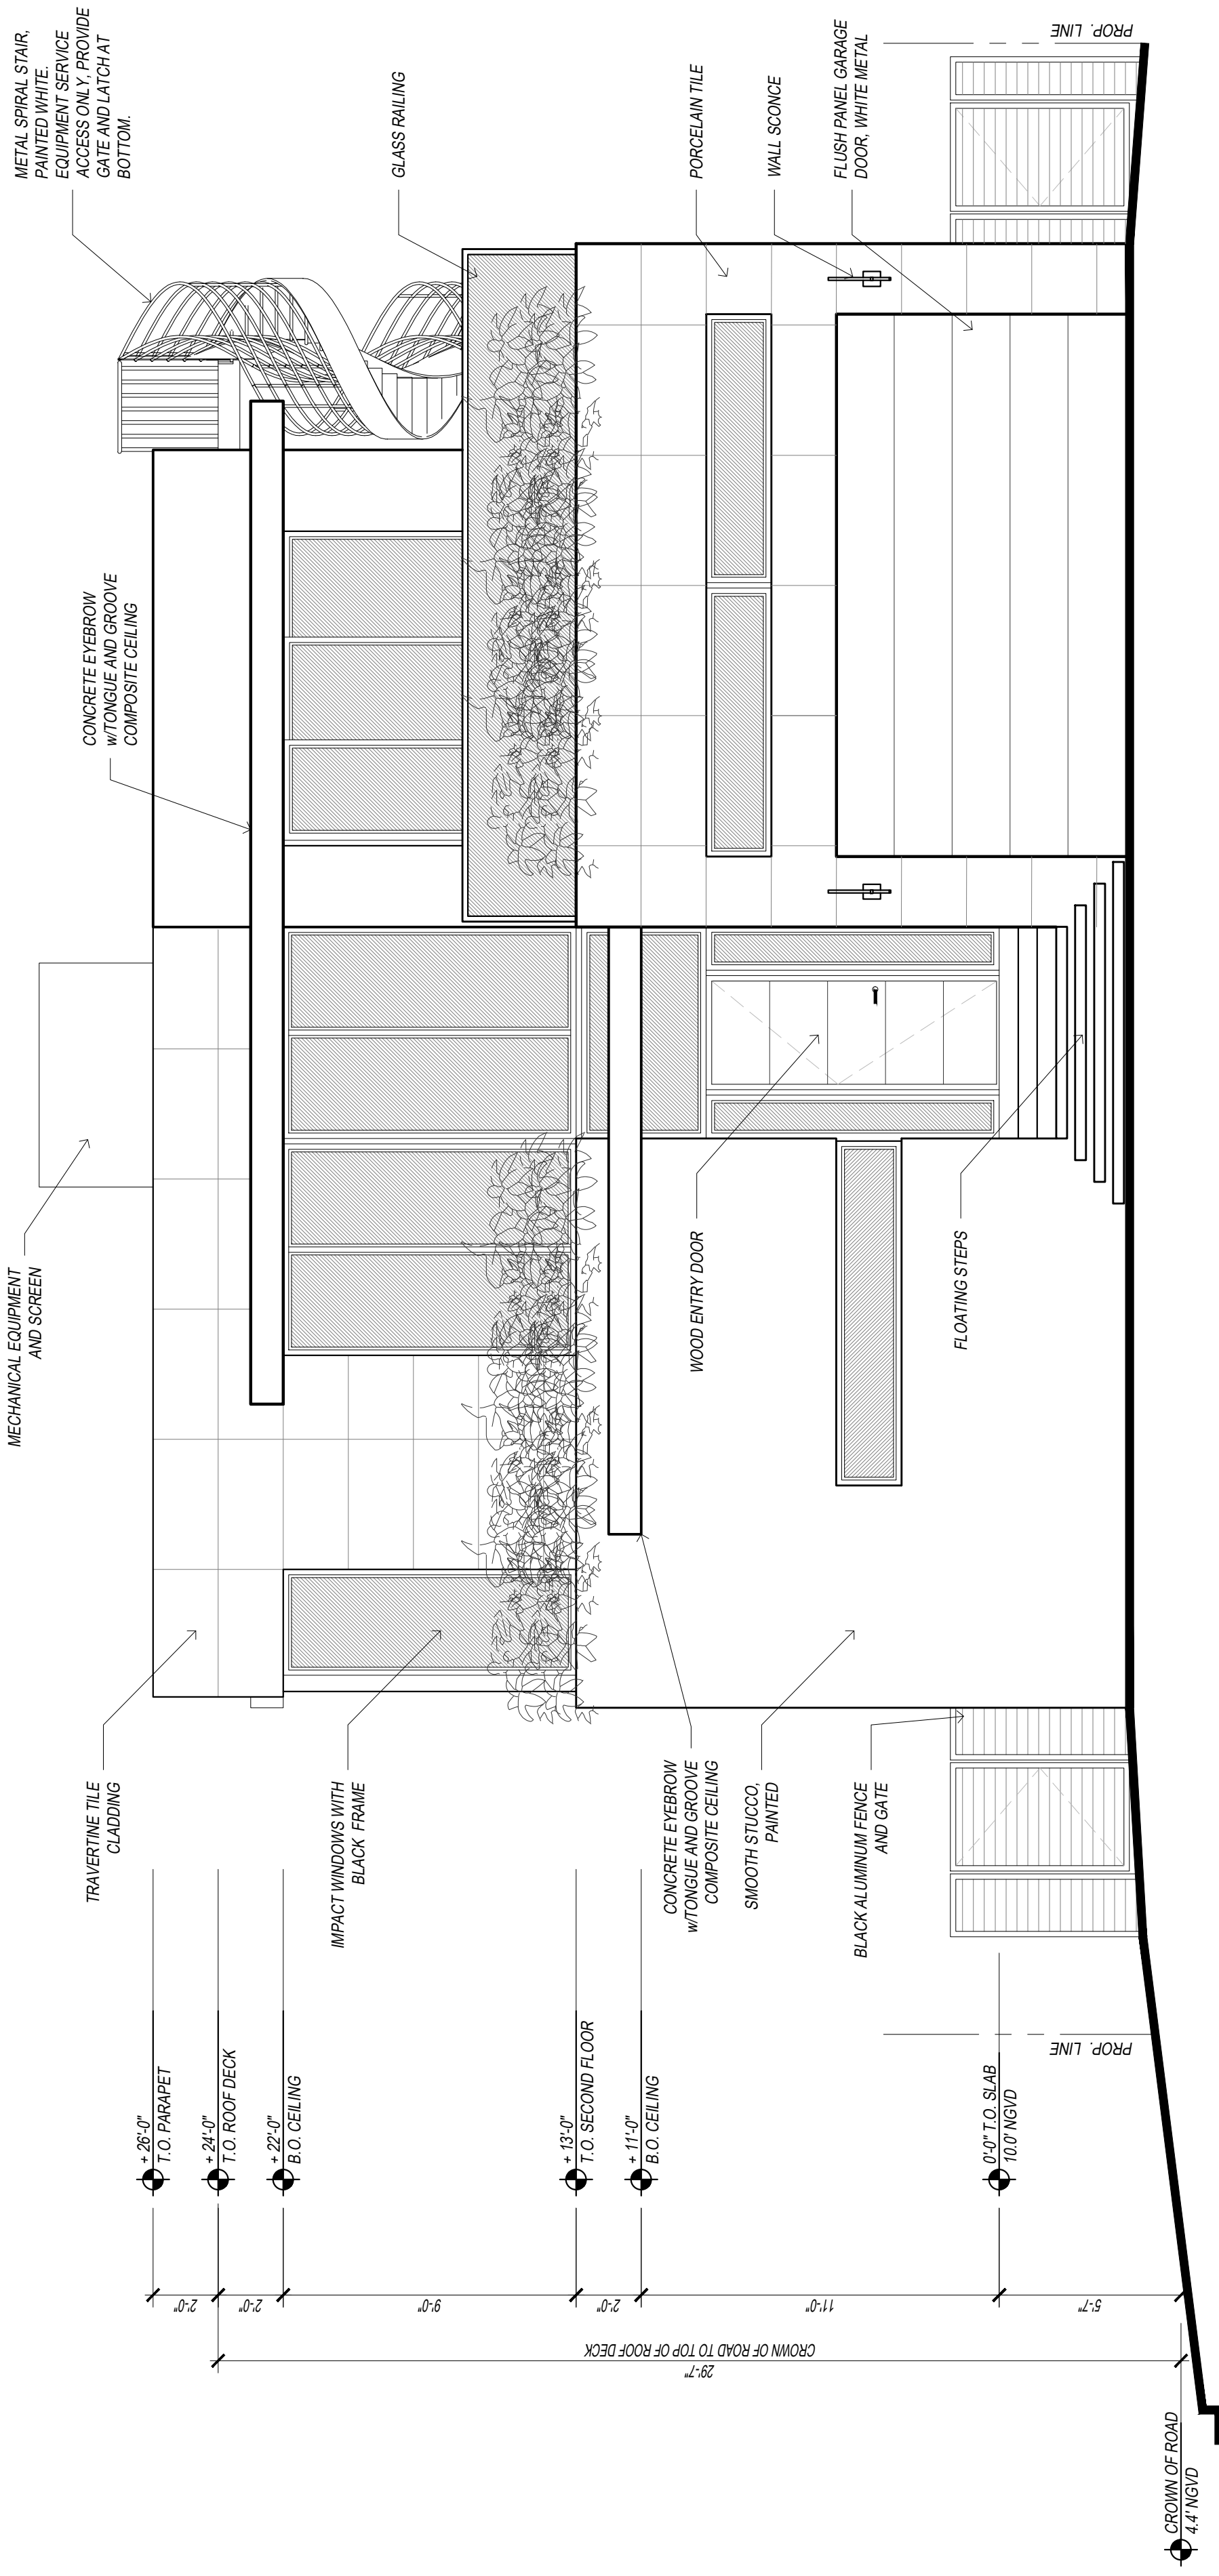 METAL SPIRAL STAIR,
PAINTED WHITE.
EQUIPMENT SERVICE
ACCESS ONLY, PROVIDE
GATE AND LATCH AT
BOTTOM.
GLASS RAILING
PORCELAIN TILE
WALL SCONCE
FLUSH PANEL GARAGE
DOOR, WHITE METAL
PROP. LINE
CONCRETE EYEBROW
w/TONGUE AND GROOVE
COMPOSITE CEILING
MECHANICAL EQUIPMENT
AND SCREEN
WOOD ENTRY DOOR
FLOATING STEPS
TRAVERTINE TILE
CLADDING
IMPACT WINDOWS WITH
BLACK FRAME
CONCRETE EYEBROW
w/TONGUE AND GROOVE
COMPOSITE CEILING
SMOOTH STUCCO,
PAINTED
BLACK ALUMINUM FENCE
AND GATE
PROP. LINE
+ 26'-0"
T.O. PARAPET
+ 24'-0"
T.O. ROOF DECK
+ 22'-0"
B.O. CEILING
+ 13'-0"
T.O. SECOND FLOOR
+ 11'-0"
B.O. CEILING
0'-0" T.O. SLAB
10.0' NGVD
2'-0"
2'-0"
9'-0"
2'-0"
11'-0"
5'-7"
CROWN OF ROAD TO TOP OF ROOF DECK
29'-7"
CROWN OF ROAD
4.4' NGVD